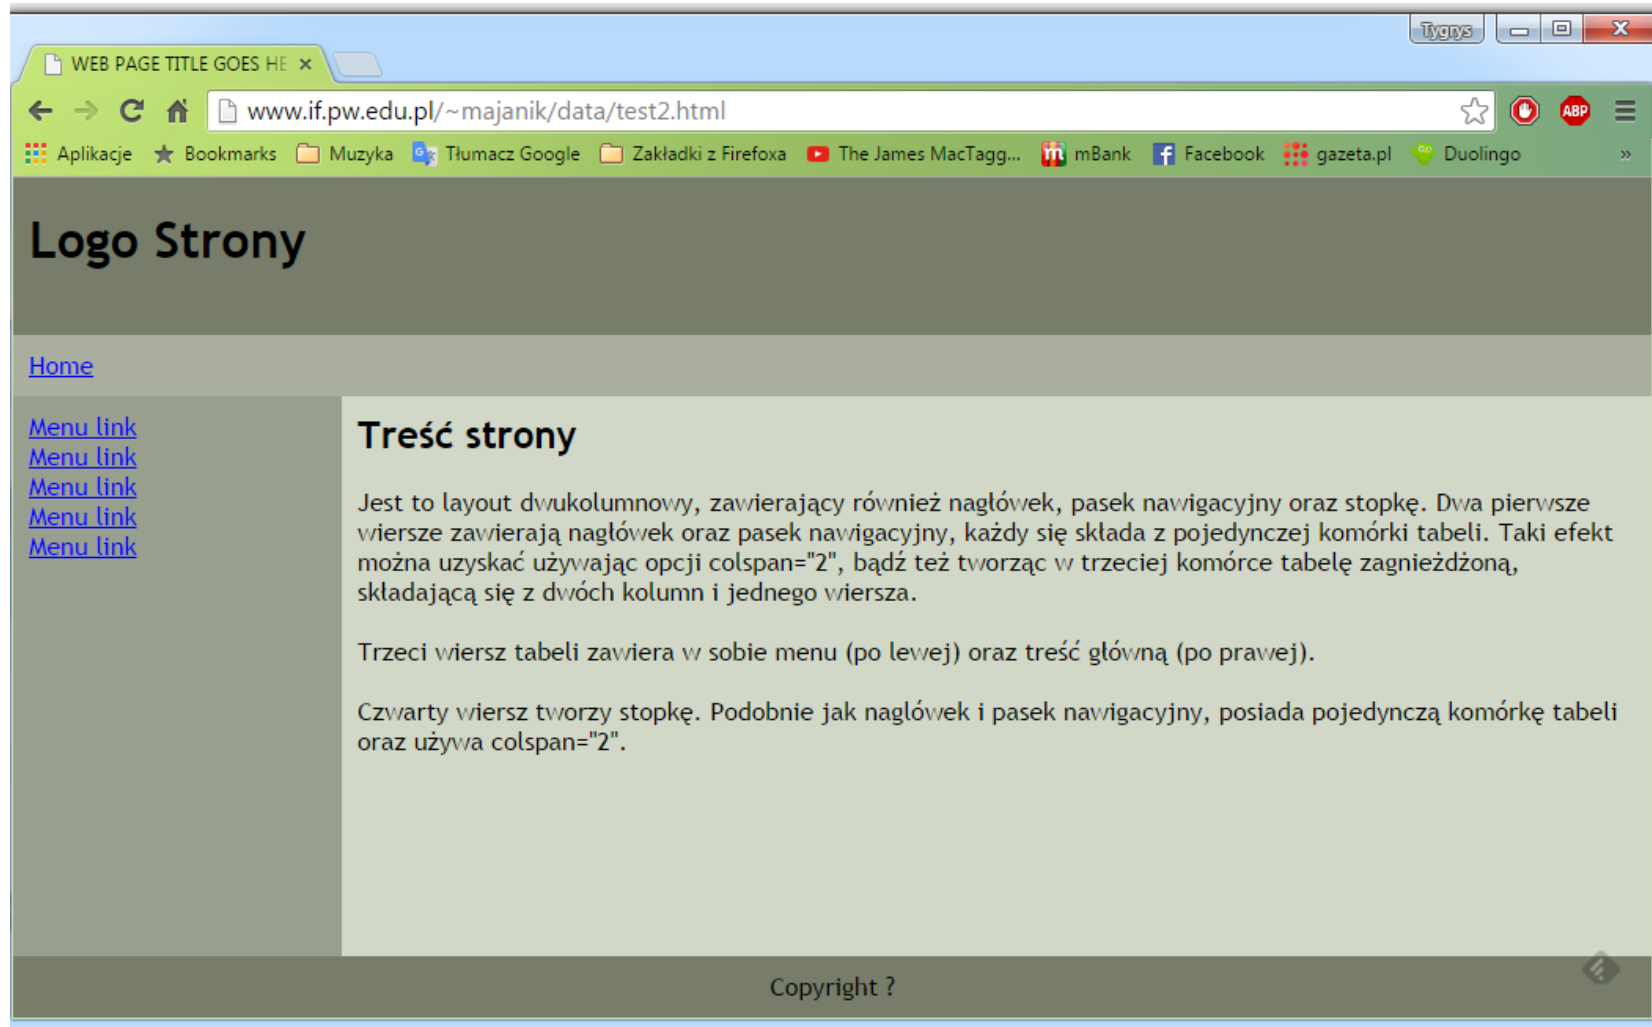 Tygrys
WEB PAGE TITLE GOES HE
www.if.pw.edu.pl/~majanik/data/test2.html
ABP
Aplikacje Bookmarks Muzyka Tłumacz Google Zakładki z Firefoxa The James MacTagg... mBank Facebook gazeta.pl Duolingo »
Logo Strony
Home
Menu link
Menu link
Menu link
Menu link
Menu link
Treść strony
Jest to layout dwukolumnowy, zawierający również nagłówek, pasek nawigacyjny oraz stopkę. Dwa pierwsze
wiersze zawierają nagłówek oraz pasek nawigacyjny, każdy się składa z pojedynczej komórki tabeli. Taki efekt
można uzyskać używając opcji colspan="2", bądź też tworząc w trzeciej komórce tabelę zagnieżdżoną,
składającą się z dwóch kolumn i jednego wiersza.
Trzeci wiersz tabeli zawiera w sobie menu (po lewej) oraz treść główną (po prawej).
Czwarty wiersz tworzy stopkę. Podobnie jak naglówek i pasek nawigacyjny, posiada pojedynczą komórkę tabeli
oraz używa colspan="2".
Copyright ?